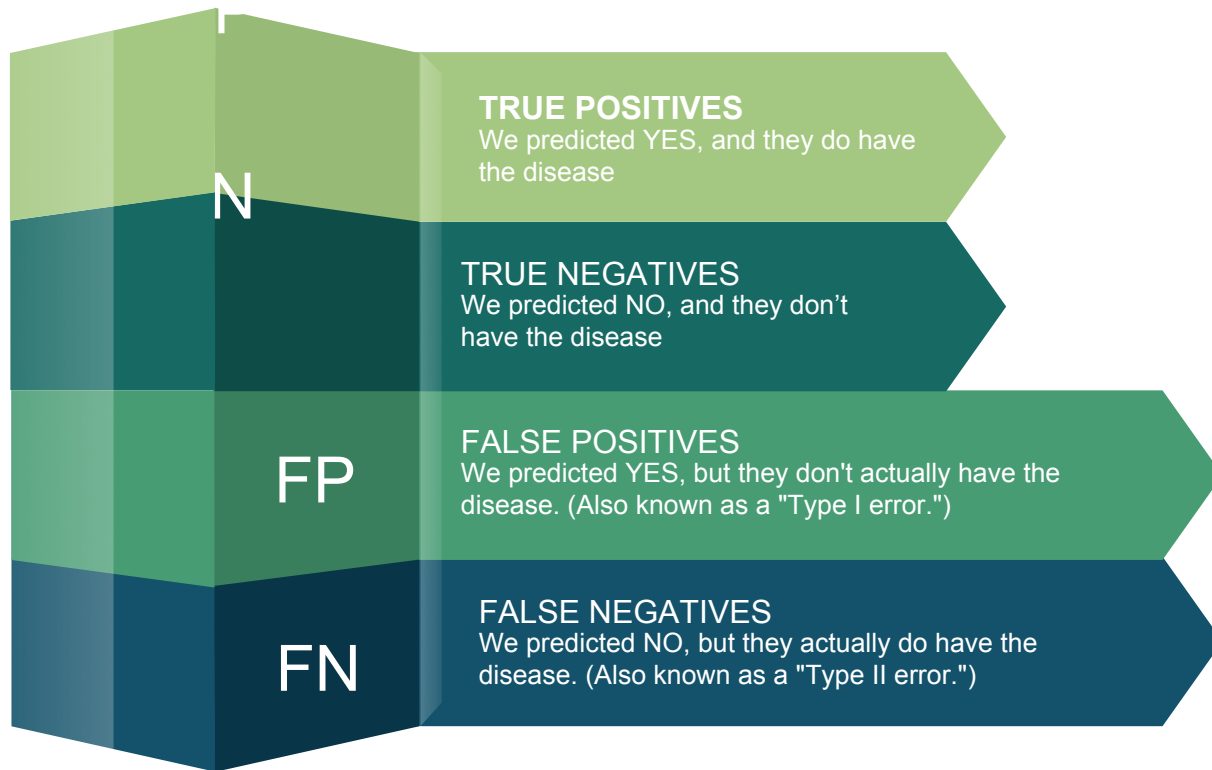 TRUE POSITIVES
We predicted YES, and they do have
the disease
N
TRUE NEGATIVES
We predicted NO, and they don’t
have the disease
FP
FALSE POSITIVES
We predicted YES, but they don't actually have the
disease. (Also known as a "Type I error.")
FN
FALSE NEGATIVES
We predicted NO, but they actually do have the
disease. (Also known as a "Type II error.")